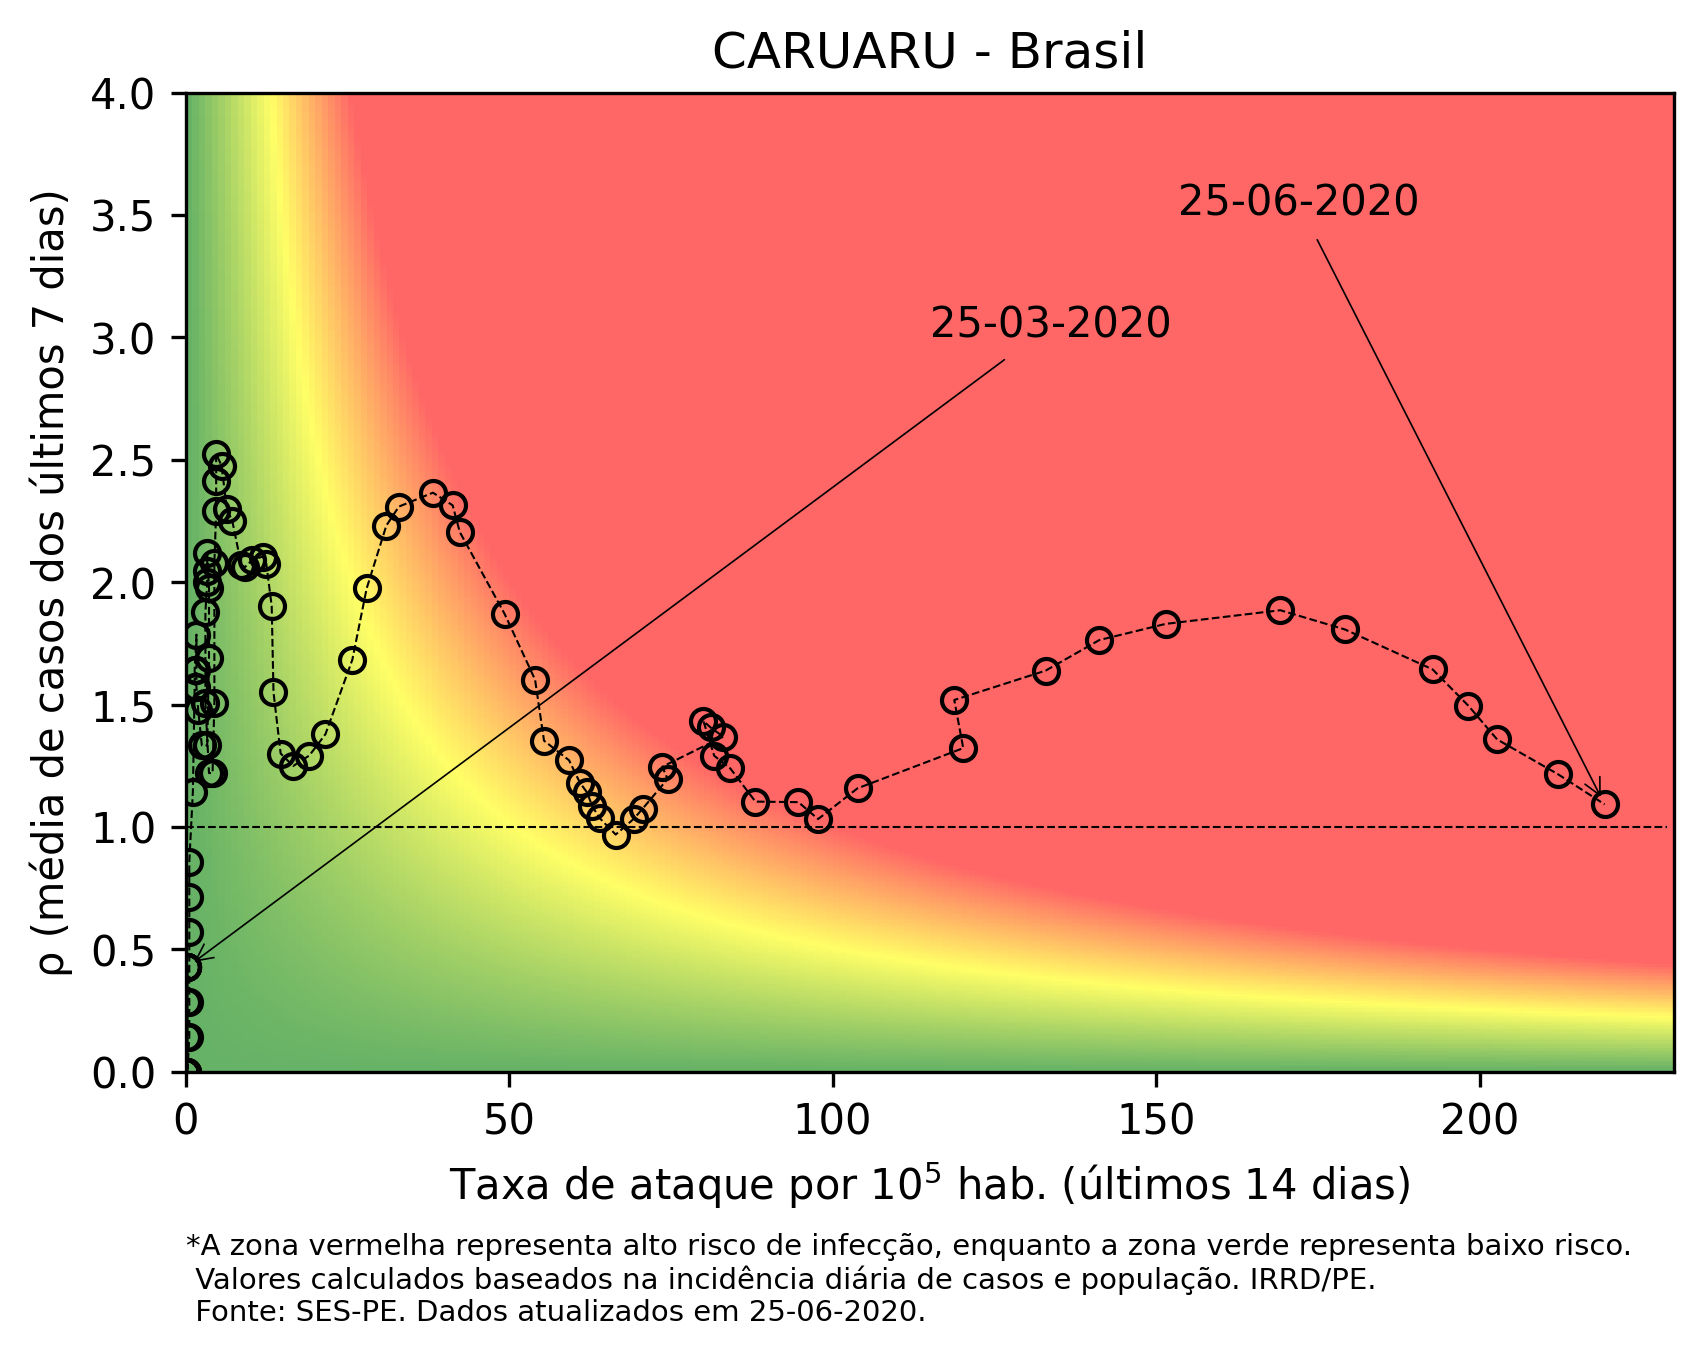 CARUARU - Brasil
4.0
3.5
3.0
2.5
2.0
1.5
1.0
0.5
0.0
ρ (média de casos dos últimos 7 dias)
25-06-2020
25-03-2020
0
50
100
150
200
Taxa de ataque por 10⁵ hab. (últimos 14 dias)
*A zona vermelha representa alto risco de infecção, enquanto a zona verde representa baixo risco.
Valores calculados baseados na incidência diária de casos e população. IRRD/PE.
Fonte: SES-PE. Dados atualizados em 25-06-2020.